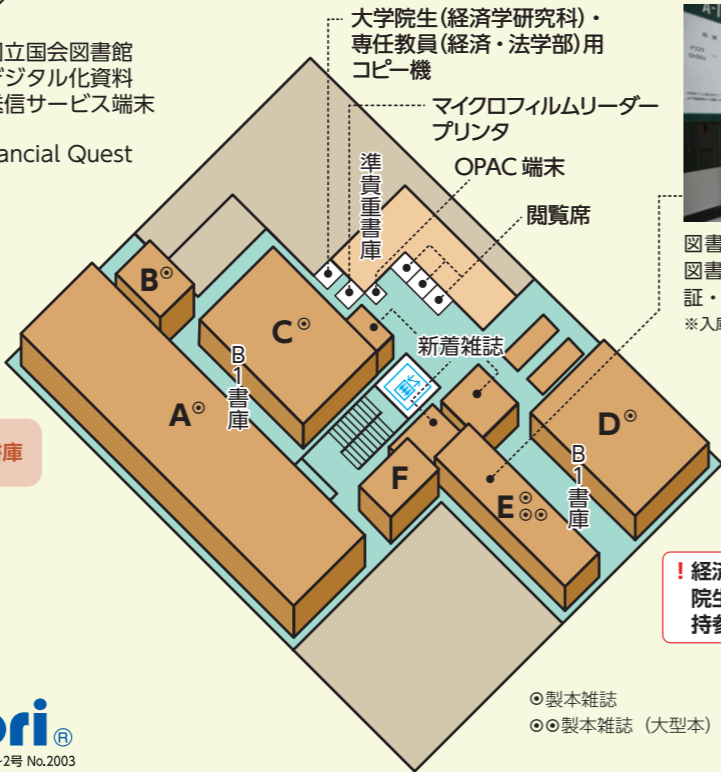 大学院生(経済学研究科)・
専任教員(経済・法学部)用
コピー機
国立国会図書館
デジタル化資料
送信サービス端末
マイクロフィルムリーダー
プリンタ
ancial Quest
OPAC 端末
準貴重書庫
閲覧席
図書
図書
証・
※入庫
B◎
C◎
新着雑誌
B1書庫
A◎
D◎
書庫
F
E◎
◎◎
B1書庫
! 経済
院生
持参
◎製本雑誌
◎◎製本雑誌(大型本)
ori®
2号 No.2003